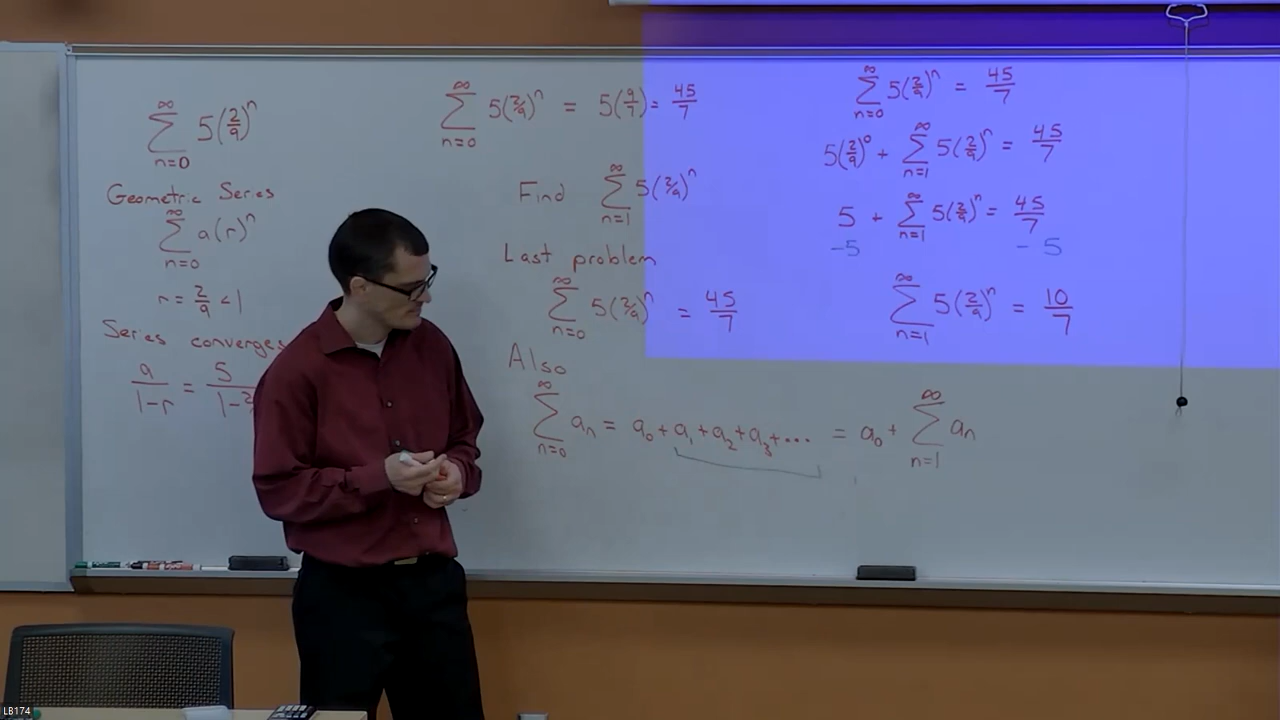 ∞
∑ 5(2/9)^n
n=0
Geometric Series
∞
∑ a(r)^n
n=0
r = 2/9 < 1
Series converges
a/1-r = 5/1-2
∞
∑ 5(2/9)^n = 5(9/7) = 45/7
n=0
Find ∞∑n=1 5(2/9)^n
Last problem
∞
∑ 5(2/9)^n = 45/7
n=0
Also
∞
∑ a_n = a_0 + a_1 + a_2 + a_3 + ... = a_0 + ∞∑n=1 a_n
n=0
∞
∑ 5(2/9)^n = 45/7
n=0
5(2/9)^0 + ∞∑n=1 5(2/9)^n = 45/7
5 + ∞∑n=1 5(2/9)^n = 45/7
-5 - 5
∞
∑ 5(2/9)^n = 10/7
n=1
LB174